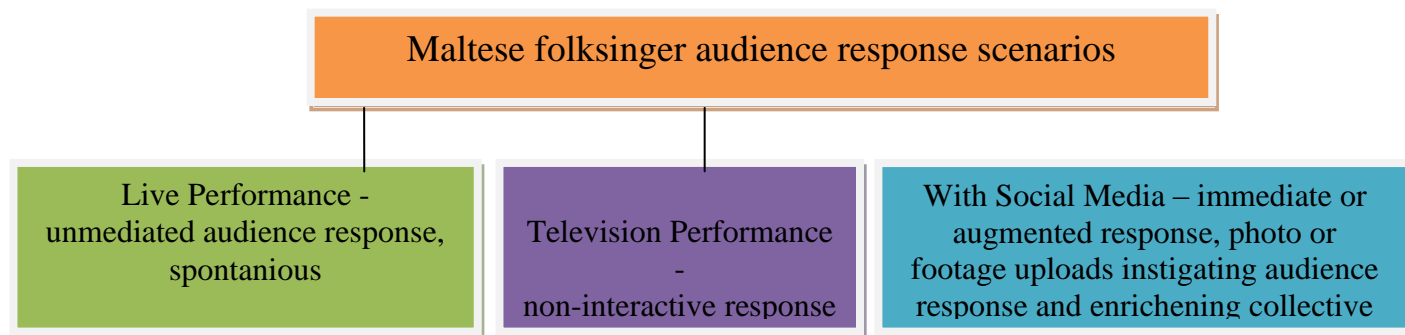 Maltese folksinger audience response scenarios
Live Performance -
unmediated audience response,
spontanious
Television Performance
-
non-interactive response
With Social Media – immediate or
augmented response, photo or
footage uploads instigating audience
response and enrichening collective